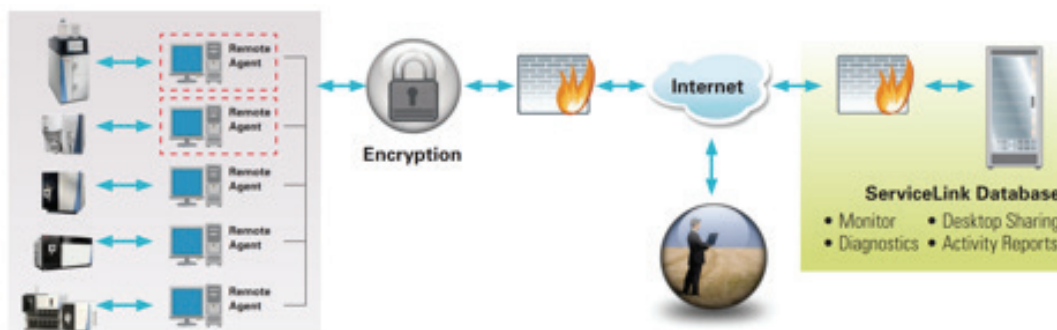 Remote
Agent
Remote
Agent
Remote
Agent
Remote
Agent
Remote
Agent
Encryption
Internet
ServiceLink Database
• Monitor • Desktop Sharing
• Diagnostics • Activity Reports